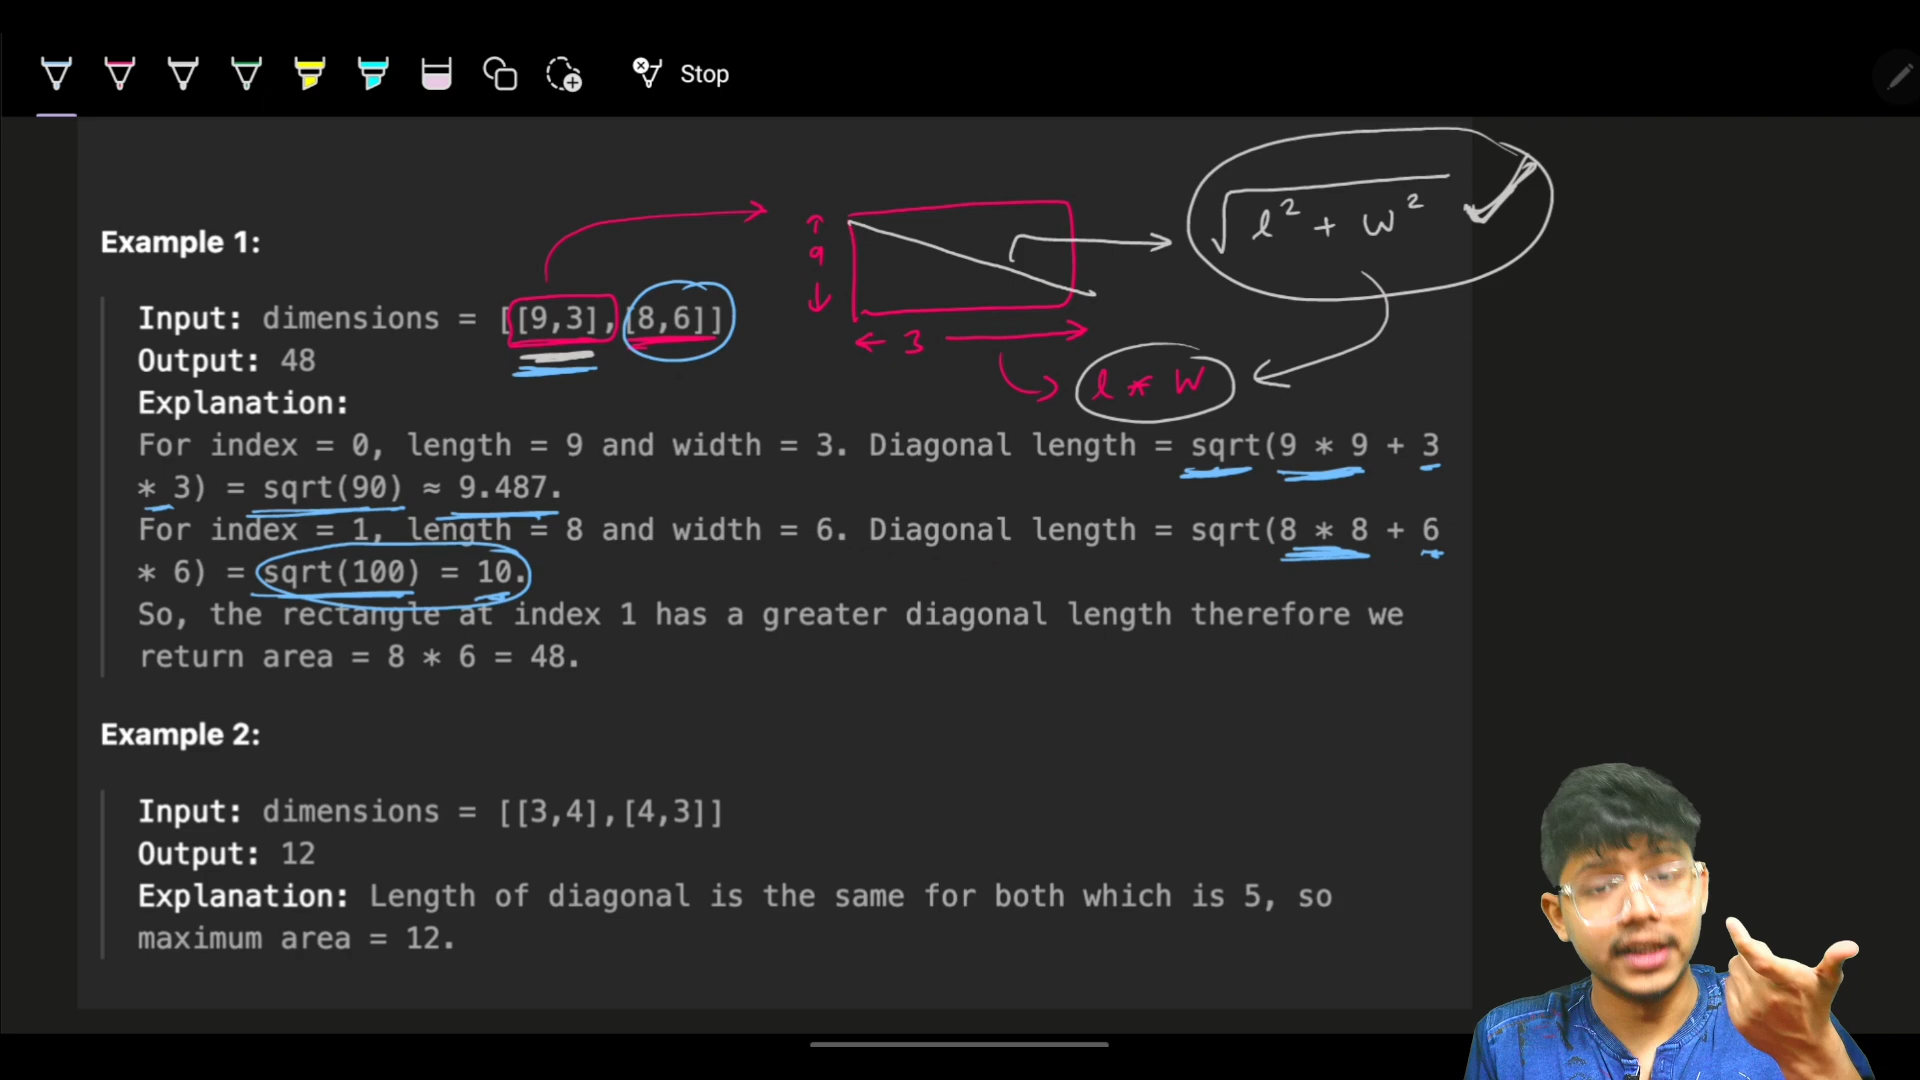 Stop
√l² + w²
Example 1:
9
Input: dimensions = [[9,3],[8,6]]
3
Output: 48
l * w
Explanation:
For index = 0, length = 9 and width = 3. Diagonal length = sqrt(9 * 9 + 3
* 3) = sqrt(90) ≈ 9.487.
For index = 1, length = 8 and width = 6. Diagonal length = sqrt(8 * 8 + 6
* 6) = sqrt(100) = 10.
So, the rectangle at index 1 has a greater diagonal length therefore we
return area = 8 * 6 = 48.
Example 2:
Input: dimensions = [[3,4],[4,3]]
Output: 12
Explanation: Length of diagonal is the same for both which is 5, so
maximum area = 12.